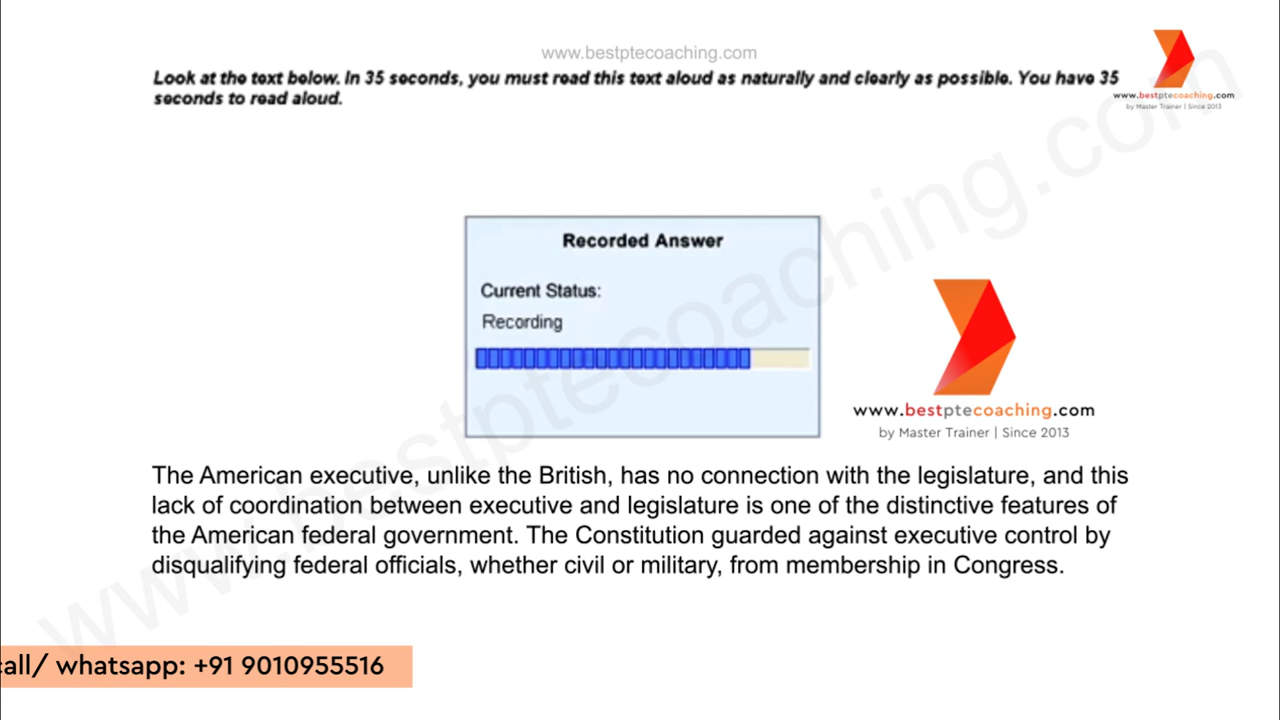 www.bestptecoaching.com
Look at the text below. In 35 seconds, you must read this text aloud as naturally and clearly as possible. You have 35
seconds to read aloud.
www.bestptecoaching.com
by Master Trainer | Since 2013
Recorded Answer
Current Status:
Recording
www.bestptecoaching.com
by Master Trainer | Since 2013
www.bestptecoaching.com
The American executive, unlike the British, has no connection with the legislature, and this
lack of coordination between executive and legislature is one of the distinctive features of
the American federal government. The Constitution guarded against executive control by
disqualifying federal officials, whether civil or military, from membership in Congress.
call/ whatsapp: +91 9010955516